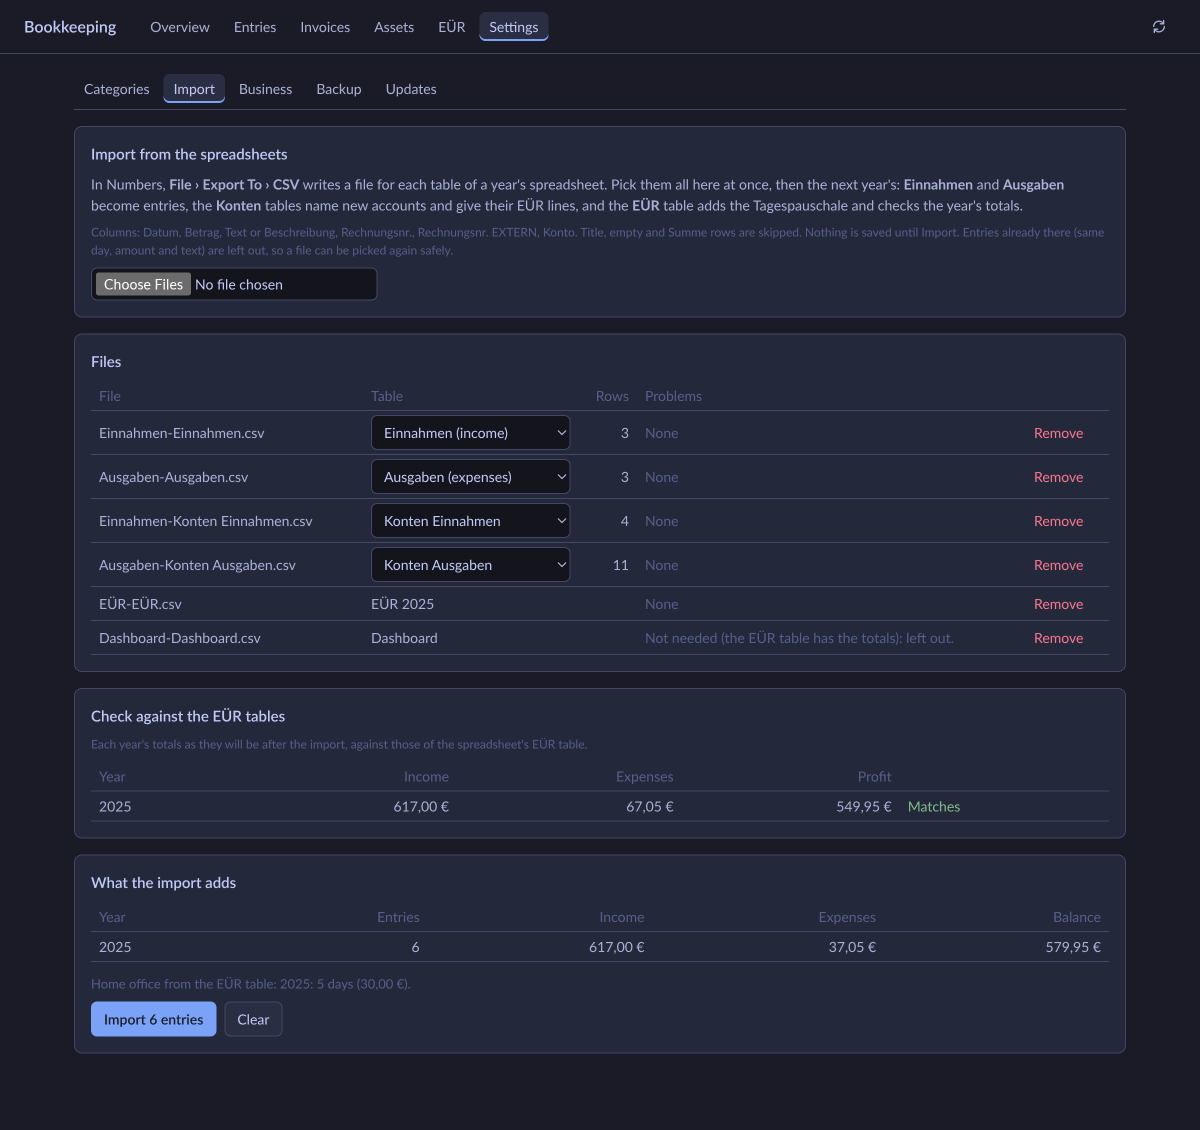 Bookkeeping Overview Entries Invoices Assets EÜR Settings
Categories Import Business Backup Updates
Import from the spreadsheets
In Numbers, File › Export To › CSV writes a file for each table of a year's spreadsheet. Pick them all here at once, then the next year's: Einnahmen and Ausgaben
become entries, the Konten tables name new accounts and give their EÜR lines, and the EÜR table adds the Tagespauschale and checks the year's totals.
Columns: Datum, Betrag, Text or Beschreibung, Rechnungsnr., Rechnungsnr. EXTERN, Konto. Title, empty and Summe rows are skipped. Nothing is saved until Import. Entries already there (same
day, amount and text) are left out, so a file can be picked again safely.
Choose Files No file chosen
Files
File Table Rows Problems
Einnahmen-Einnahmen.csv Einnahmen (income) 3 None Remove
Ausgaben-Ausgaben.csv Ausgaben (expenses) 3 None Remove
Einnahmen-Konten Einnahmen.csv Konten Einnahmen 4 None Remove
Ausgaben-Konten Ausgaben.csv Konten Ausgaben 11 None Remove
EÜR-EÜR.csv EÜR 2025 None Remove
Dashboard-Dashboard.csv Dashboard Not needed (the EÜR table has the totals): left out. Remove
Check against the EÜR tables
Each year's totals as they will be after the import, against those of the spreadsheet's EÜR table.
Year Income Expenses Profit
2025 617,00 € 67,05 € 549,95 € Matches
What the import adds
Year Entries Income Expenses Balance
2025 6 617,00 € 37,05 € 579,95 €
Home office from the EÜR table: 2025: 5 days (30,00 €).
Import 6 entries Clear